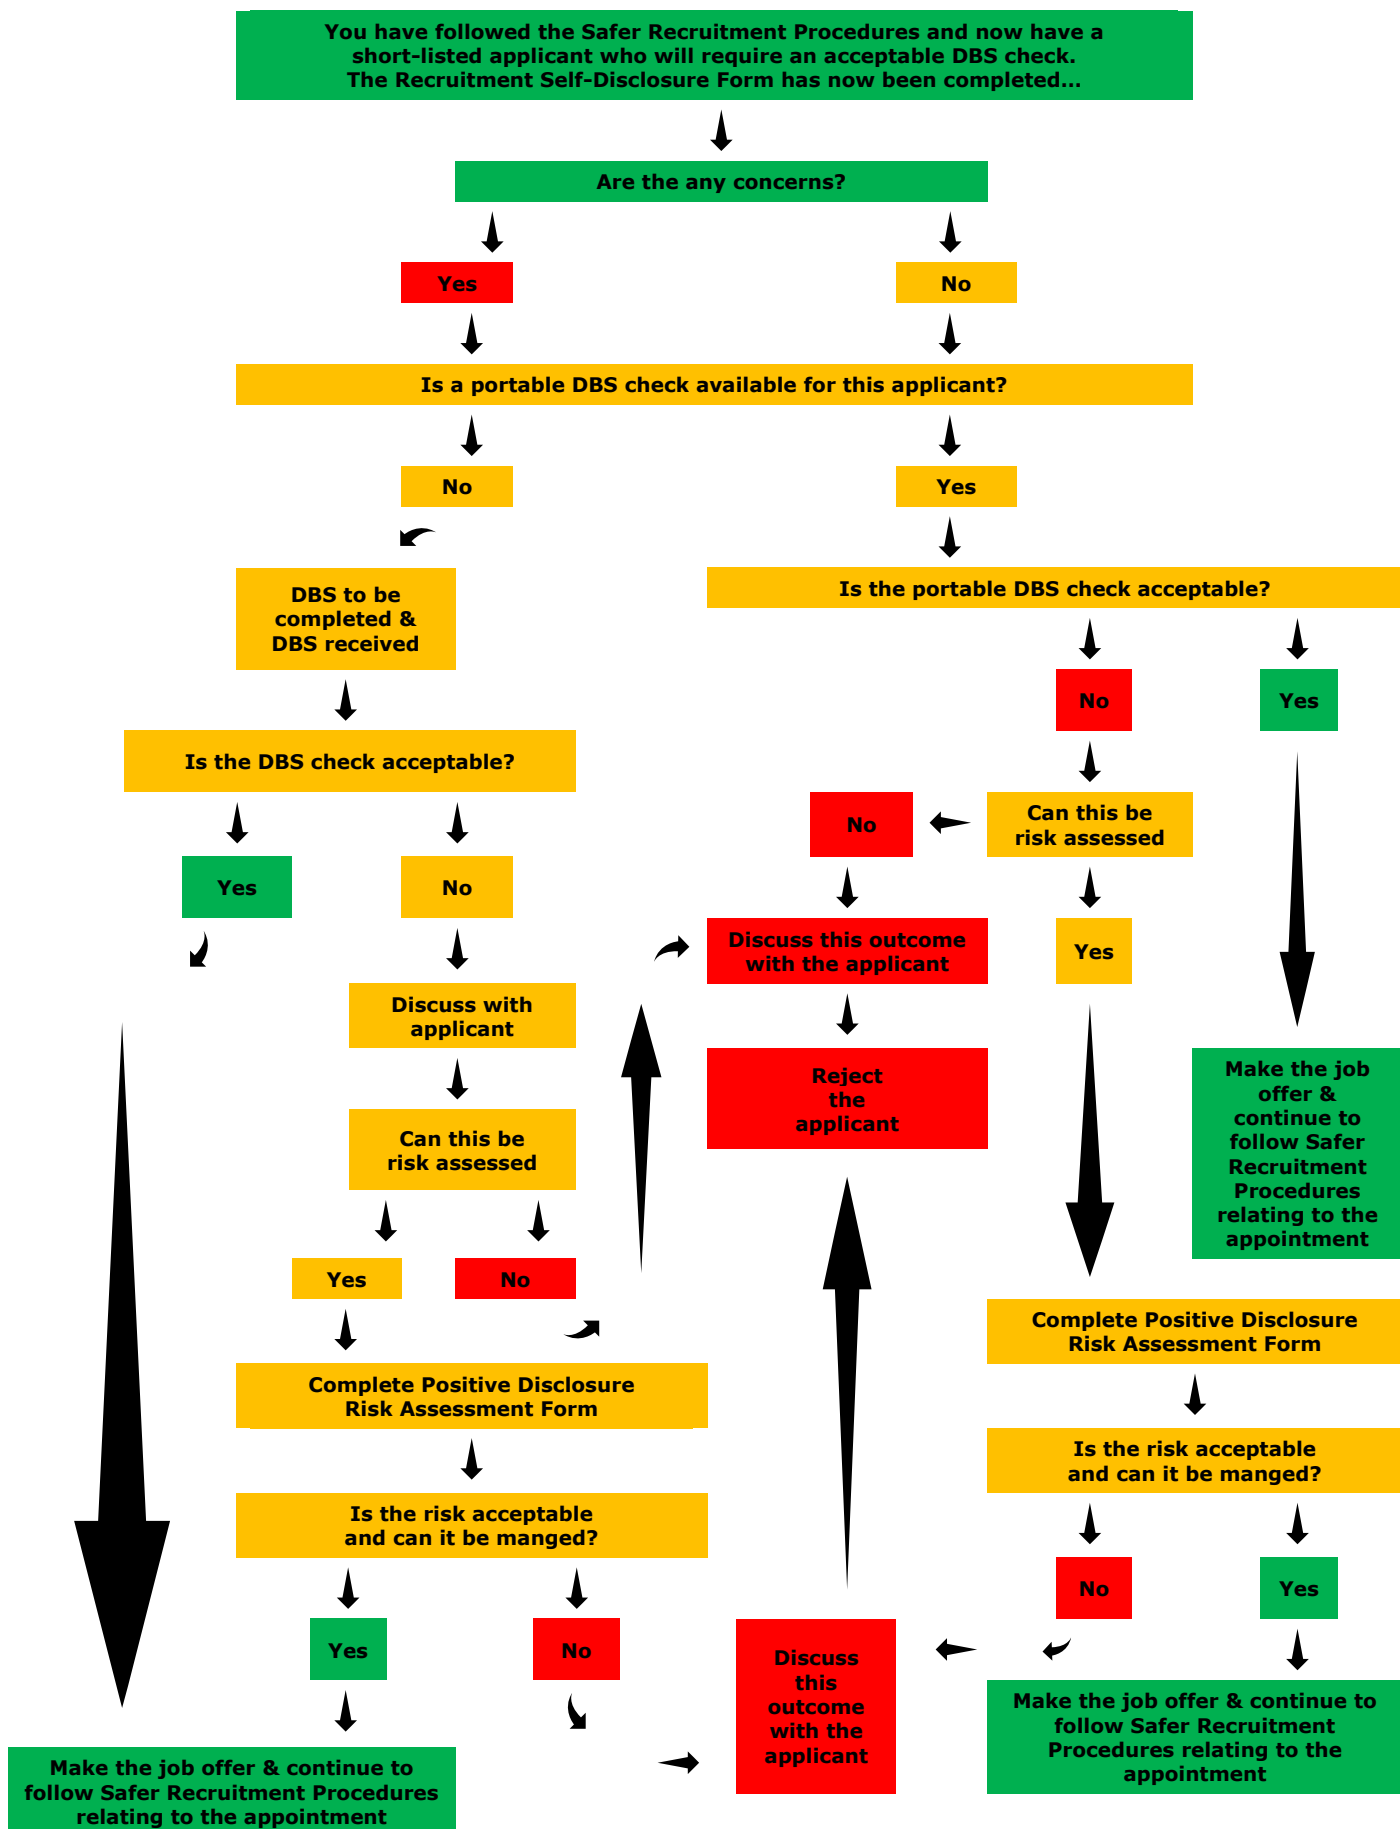 You have followed the Safer Recruitment Procedures and now have a
short-listed applicant who will require an acceptable DBS check.
The Recruitment Self-Disclosure Form has now been completed...
Are the any concerns?
Yes
No
Is a portable DBS check available for this applicant?
No
Yes
DBS to be
completed &
DBS received
Is the portable DBS check acceptable?
No
Yes
Is the DBS check acceptable?
Can this be
risk assessed
No
Yes
No
Discuss this outcome
with the applicant
Yes
Discuss with
applicant
Reject
the
applicant
Make the job
offer &
continue to
follow Safer
Recruitment
Procedures
relating to the
appointment
Can this be
risk assessed
Yes
No
Complete Positive Disclosure
Risk Assessment Form
Complete Positive Disclosure
Risk Assessment Form
Is the risk acceptable
and can it be manged?
Is the risk acceptable
and can it be manged?
No
Yes
Yes
No
Discuss
this
outcome
with the
applicant
Make the job offer & continue to
follow Safer Recruitment
Procedures relating to the
appointment
Make the job offer & continue to
follow Safer Recruitment Procedures
relating to the appointment